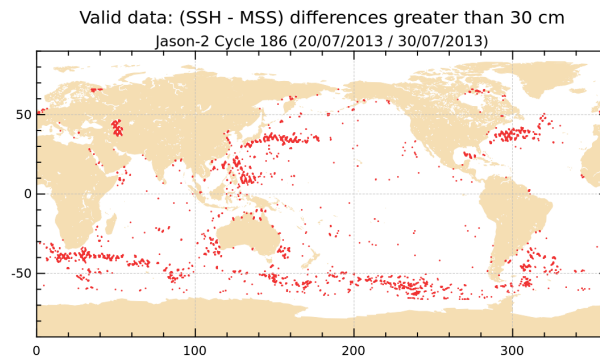 Valid data: (SSH - MSS) differences greater than 30 cm
Jason-2 Cycle 186 (20/07/2013 / 30/07/2013)
50
0
-50
0 100 200 300